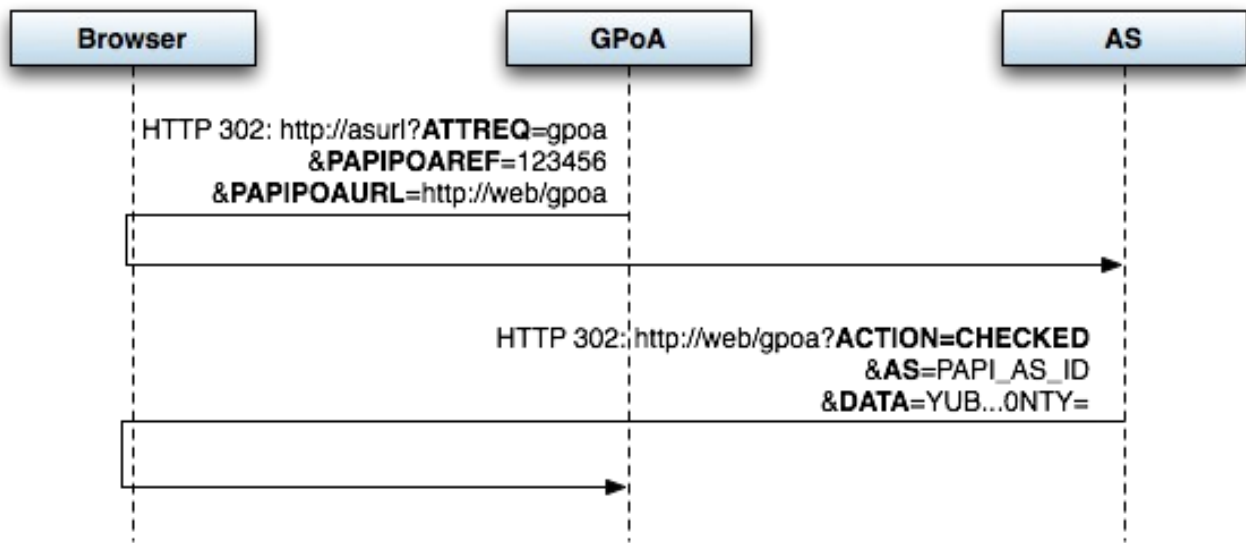 Browser
GPoA
AS
HTTP 302: http://asurl?ATTREQ=gpoa
&PAPIPOAREF=123456
&PAPIPOAURL=http://web/gpoa
HTTP 302: http://web/gpoa?ACTION=CHECKED
&AS=PAPI_AS_ID
&DATA=YUB...0NTY=